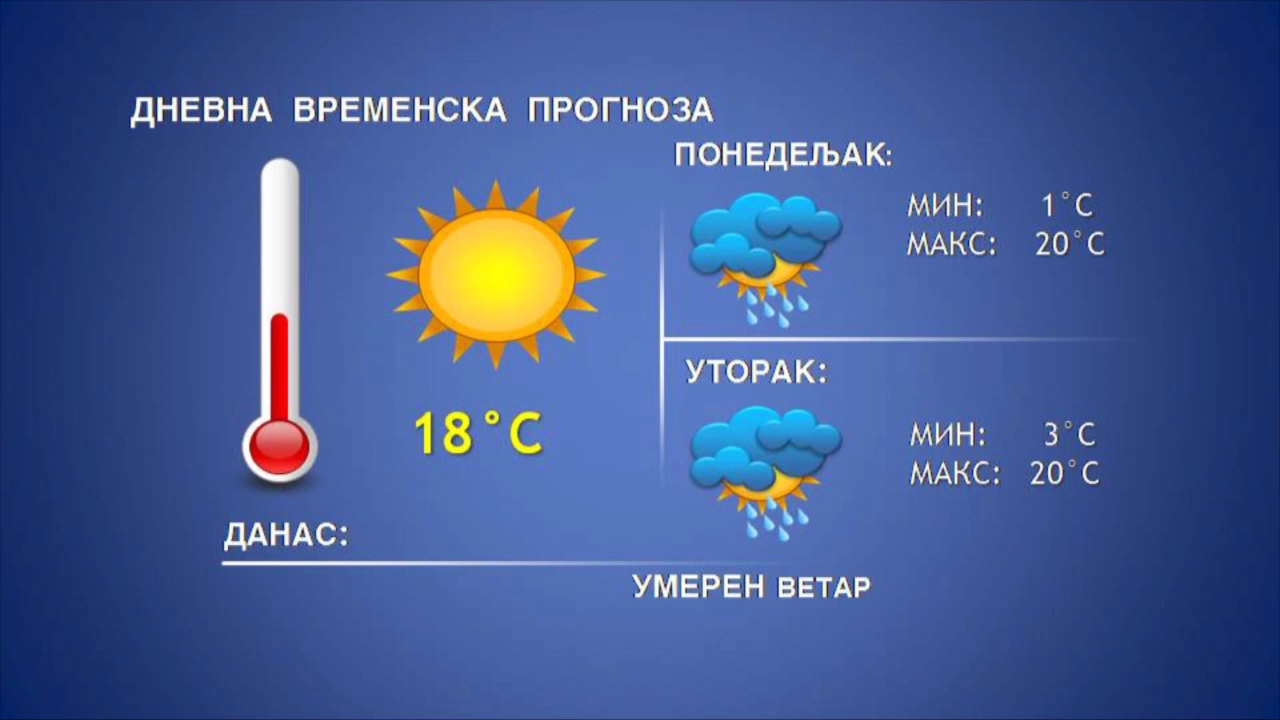 ДНЕВНА ВРЕМЕНСКА ПРОГНОЗА
18°C
ДАНАС:
ПОНЕДЕЉАК:
МИН: 1°C
МАКС: 20°C
УТОРАК:
МИН: 3°C
МАКС: 20°C
УМЕРЕН ВЕТАР